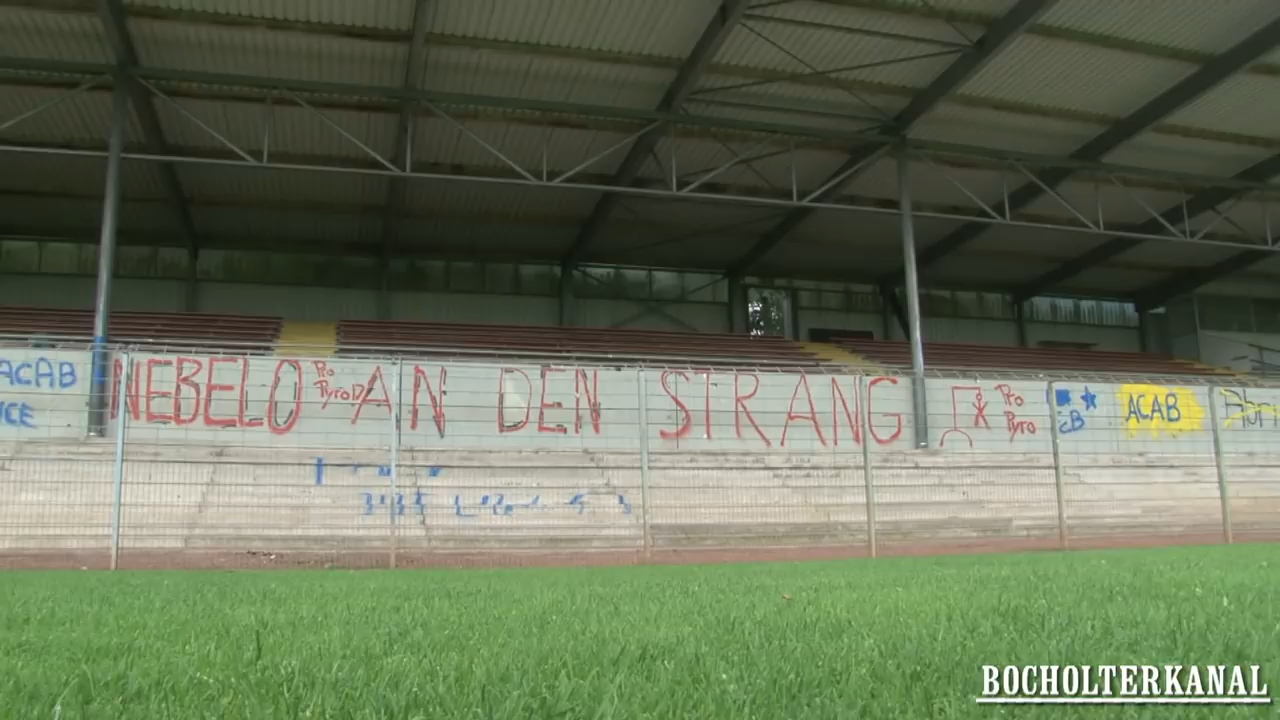 ACAB
NEBELO AN DEN STRANG
Pro
Pyro
Pro
Pyro
ACAB
BOCHOLTERKANAL